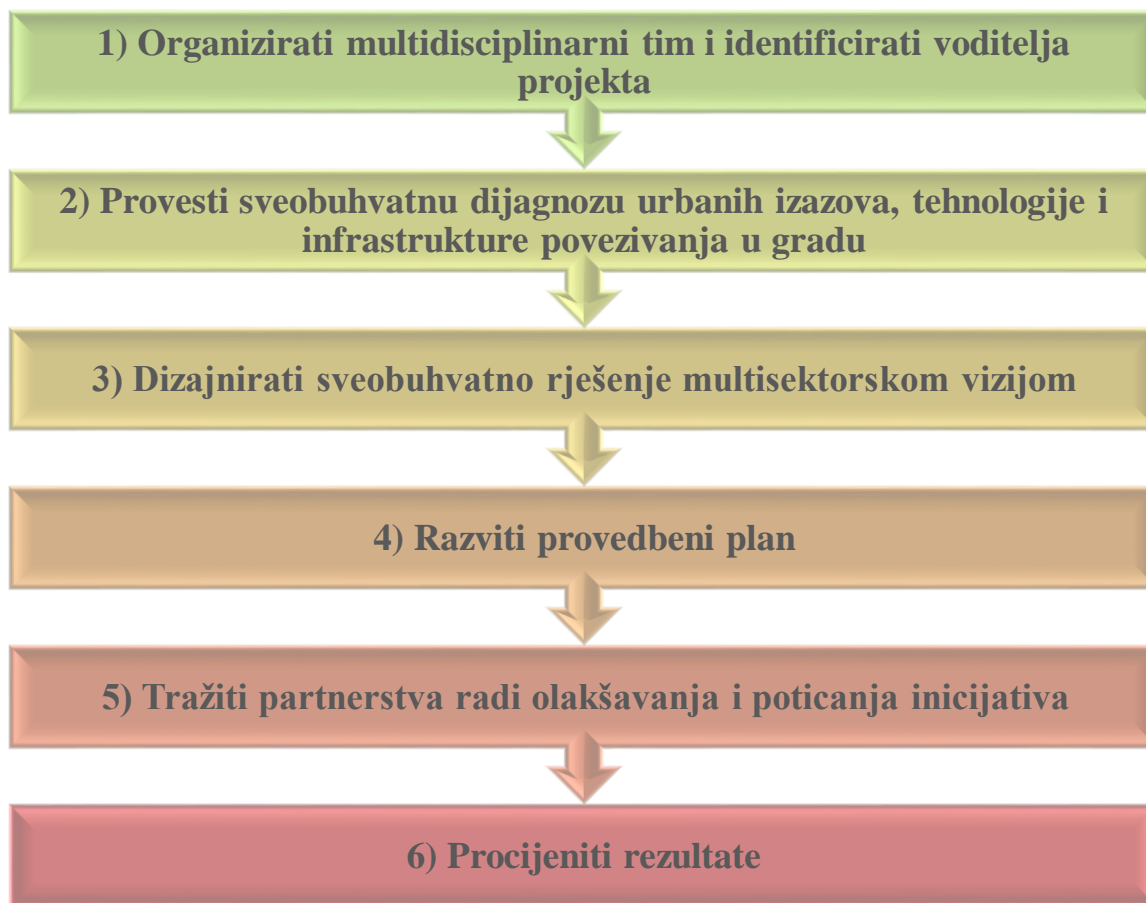 1) Organizirati multidisciplinarni tim i identificirati voditelja
projekta
2) Provesti sveobuhvatnu dijagnozu urbanih izazova, tehnologije i
infrastrukture povezivanja u gradu
3) Dizajnirati sveobuhvatno rješenje multisektorskom vizijom
4) Razviti provedbeni plan
5) Tražiti partnerstva radi olakšavanja i poticanja inicijativa
6) Procijeniti rezultate